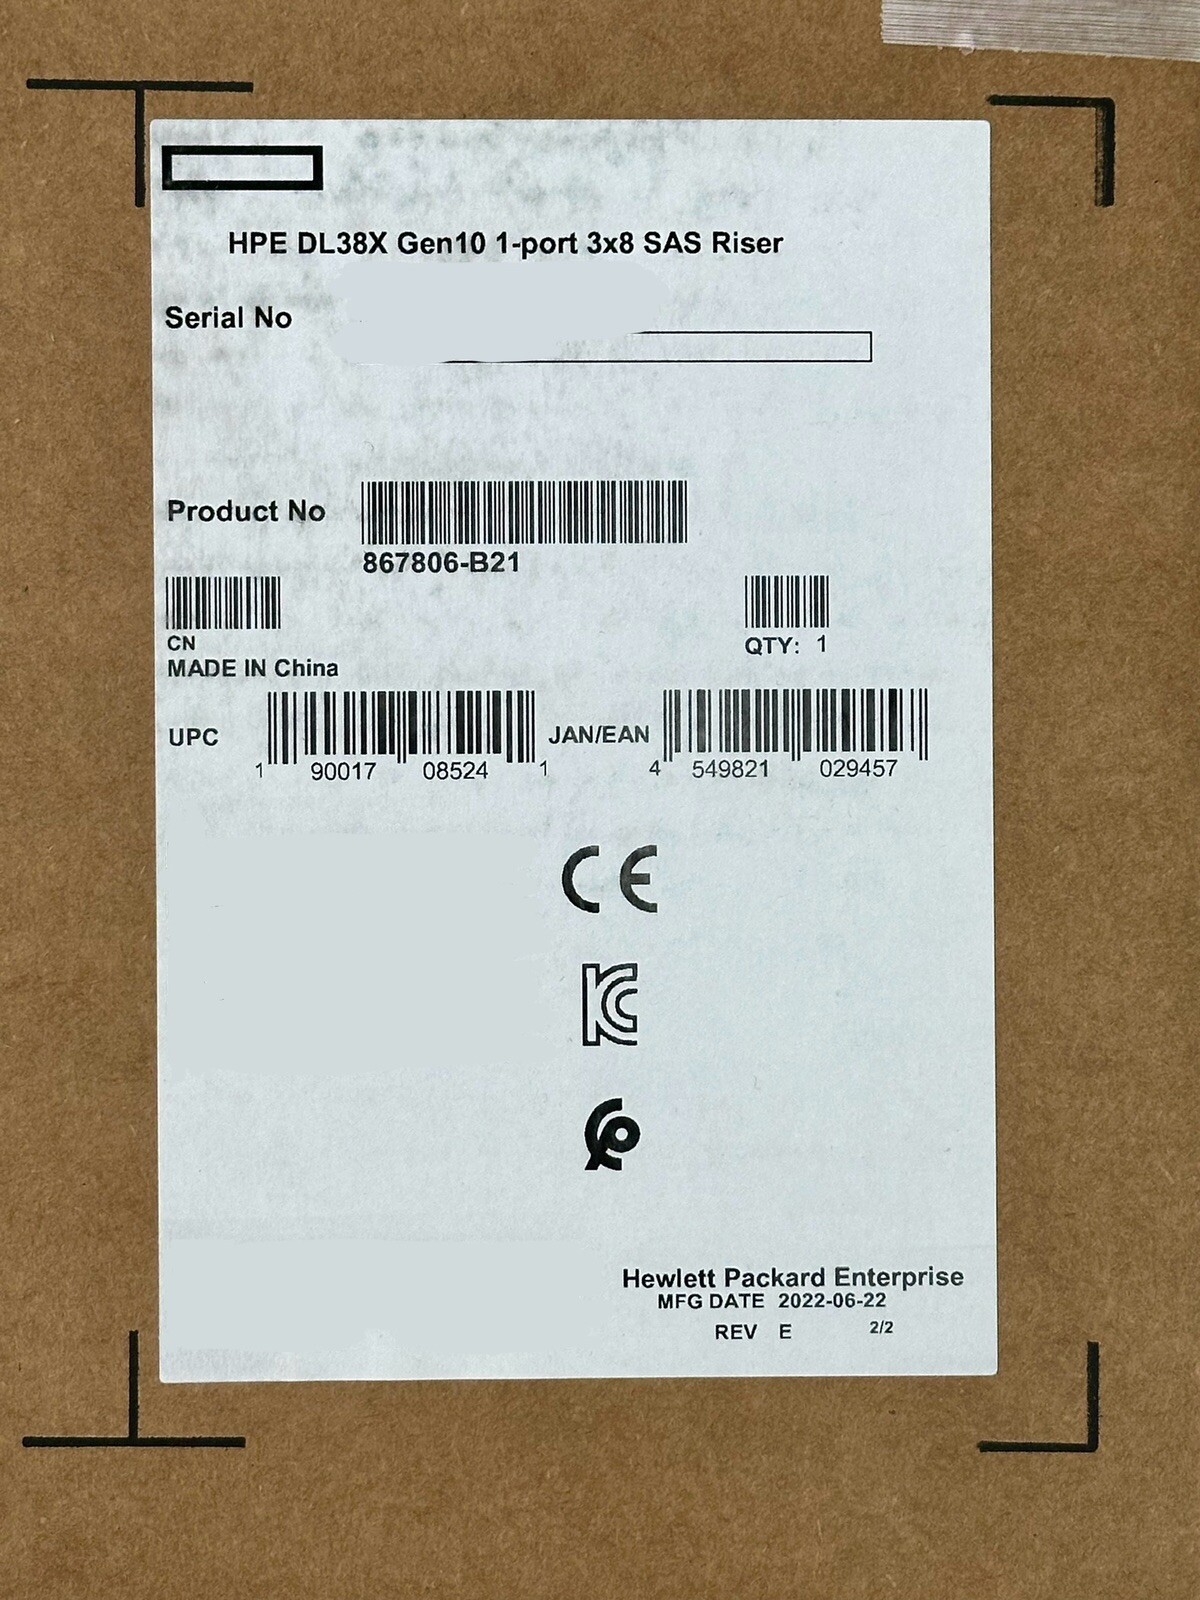 HPE DL38X Gen10 1-port 3x8 SAS Riser
Serial No
Product No
867806-B21
CN
QTY: 1
MADE IN China
UPC
1 90017 08524 1
JAN/EAN
4 549821 029457
CE
KC
Hewlett Packard Enterprise
MFG DATE 2022-06-22
REV E 2/2